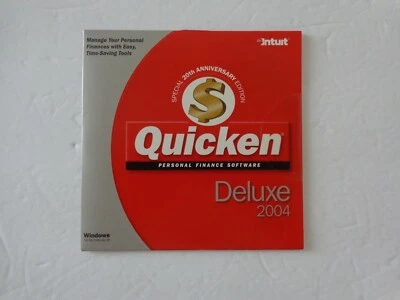 Manage Your Personal
Finances with Easy,
Time-Saving Tools
Intuit
SPECIAL 20th ANNIVERSARY EDITION
$
Quicken®
PERSONAL FINANCE SOFTWARE
Deluxe
2004
Windows